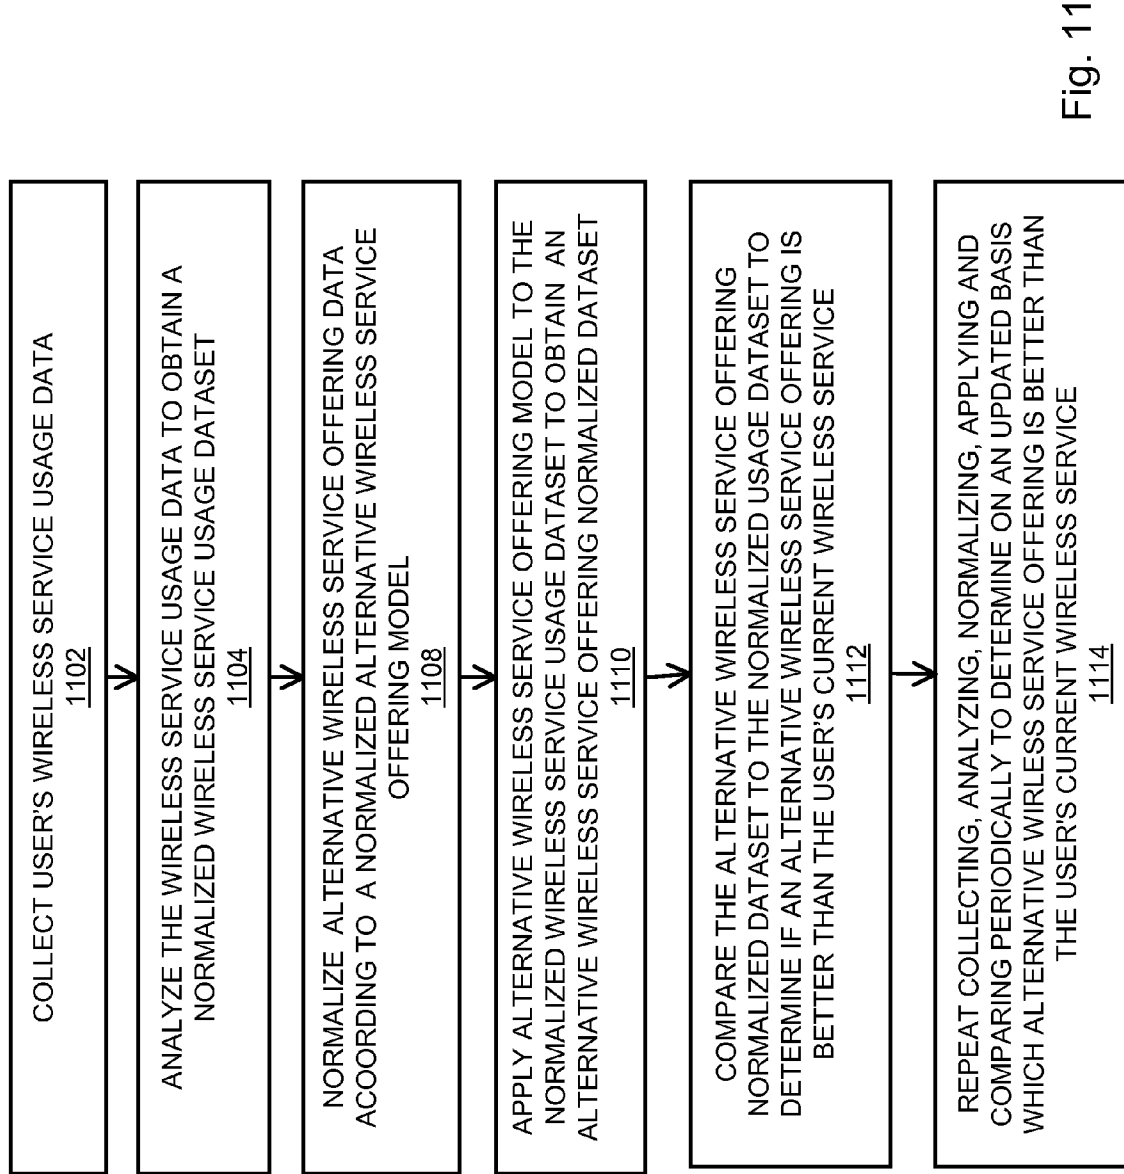 COLLECT USER'S WIRELESS SERVICE USAGE DATA
1102
ANALYZE THE WIRELESS SERVICE USAGE DATA TO OBTAIN A
NORMALIZED WIRELESS SERVICE USAGE DATASET
1104
NORMALIZE ALTERNATIVE WIRELESS SERVICE OFFERING DATA
ACOORDING TO A NORMALIZED ALTERNATIVE WIRELESS SERVICE
OFFERING MODEL
1108
APPLY ALTERNATIVE WIRELESS SERVICE OFFERING MODEL TO THE
NORMALIZED WIRELESS SERVICE USAGE DATASET TO OBTAIN AN
ALTERNATIVE WIRELESS SERVICE OFFERING NORMALIZED DATASET
1110
COMPARE THE ALTERNATIVE WIRELESS SERVICE OFFERING
NORMALIZED DATASET TO THE NORMALIZED USAGE DATASET TO
DETERMINE IF AN ALTERNATIVE WIRELESS SERVICE OFFERING IS
BETTER THAN THE USER'S CURRENT WIRELESS SERVICE
1112
REPEAT COLLECTING, ANALYZING, NORMALIZING, APPLYING AND
COMPARING PERIODICALLY TO DETERMINE ON AN UPDATED BASIS
WHICH ALTERNATIVE WIRLESS SERVICE OFFERING IS BETTER THAN
THE USER'S CURRENT WIRELESS SERVICE
1114
Fig. 11